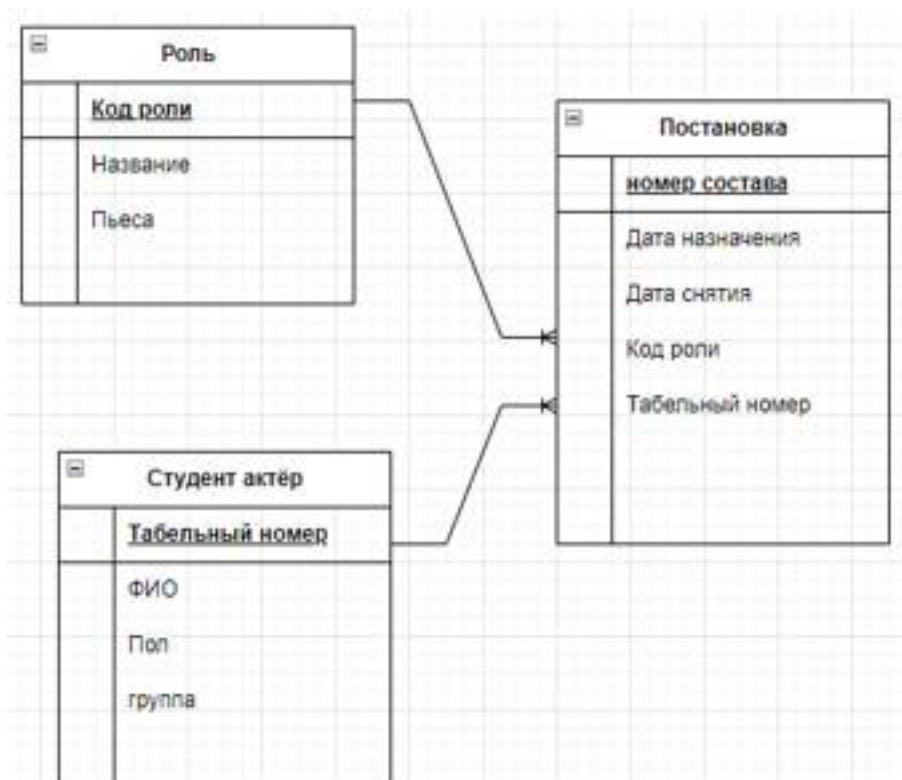 Роль
Код роли
Название
Пьеса
Постановка
номер состава
Дата назначения
Дата снятия
Код роли
Табельный номер
Студент актёр
Табельный номер
ФИО
Пол
группа